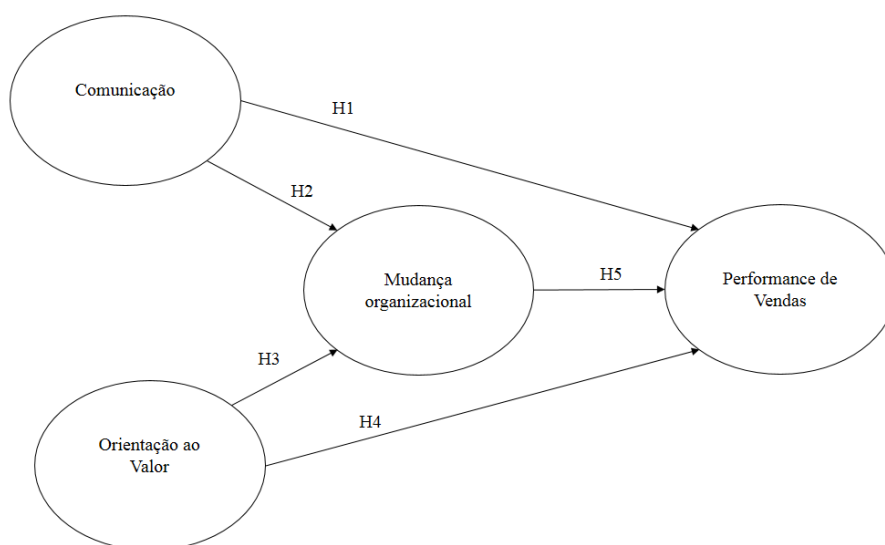 Comunicação
H1
H2
Mudança
organizacional
H5
Performance de
Vendas
H3
H4
Orientação ao
Valor